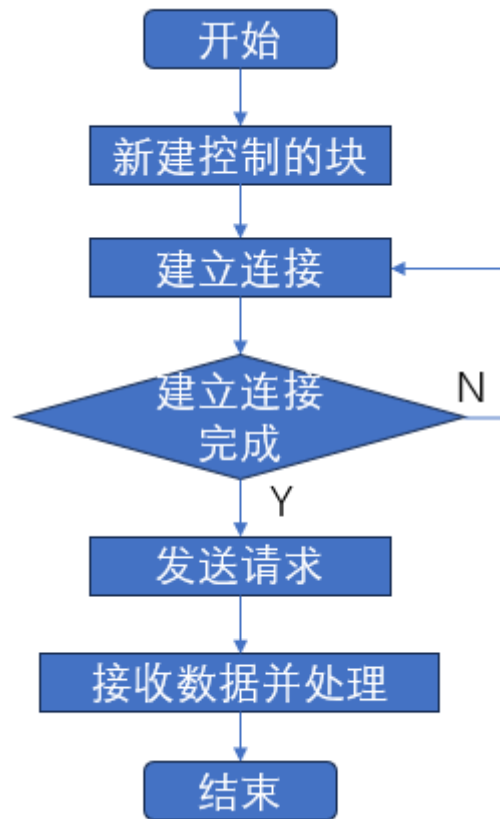 开始
新建控制的块
建立连接
建立连接
完成
N
Y
发送请求
接收数据并处理
结束